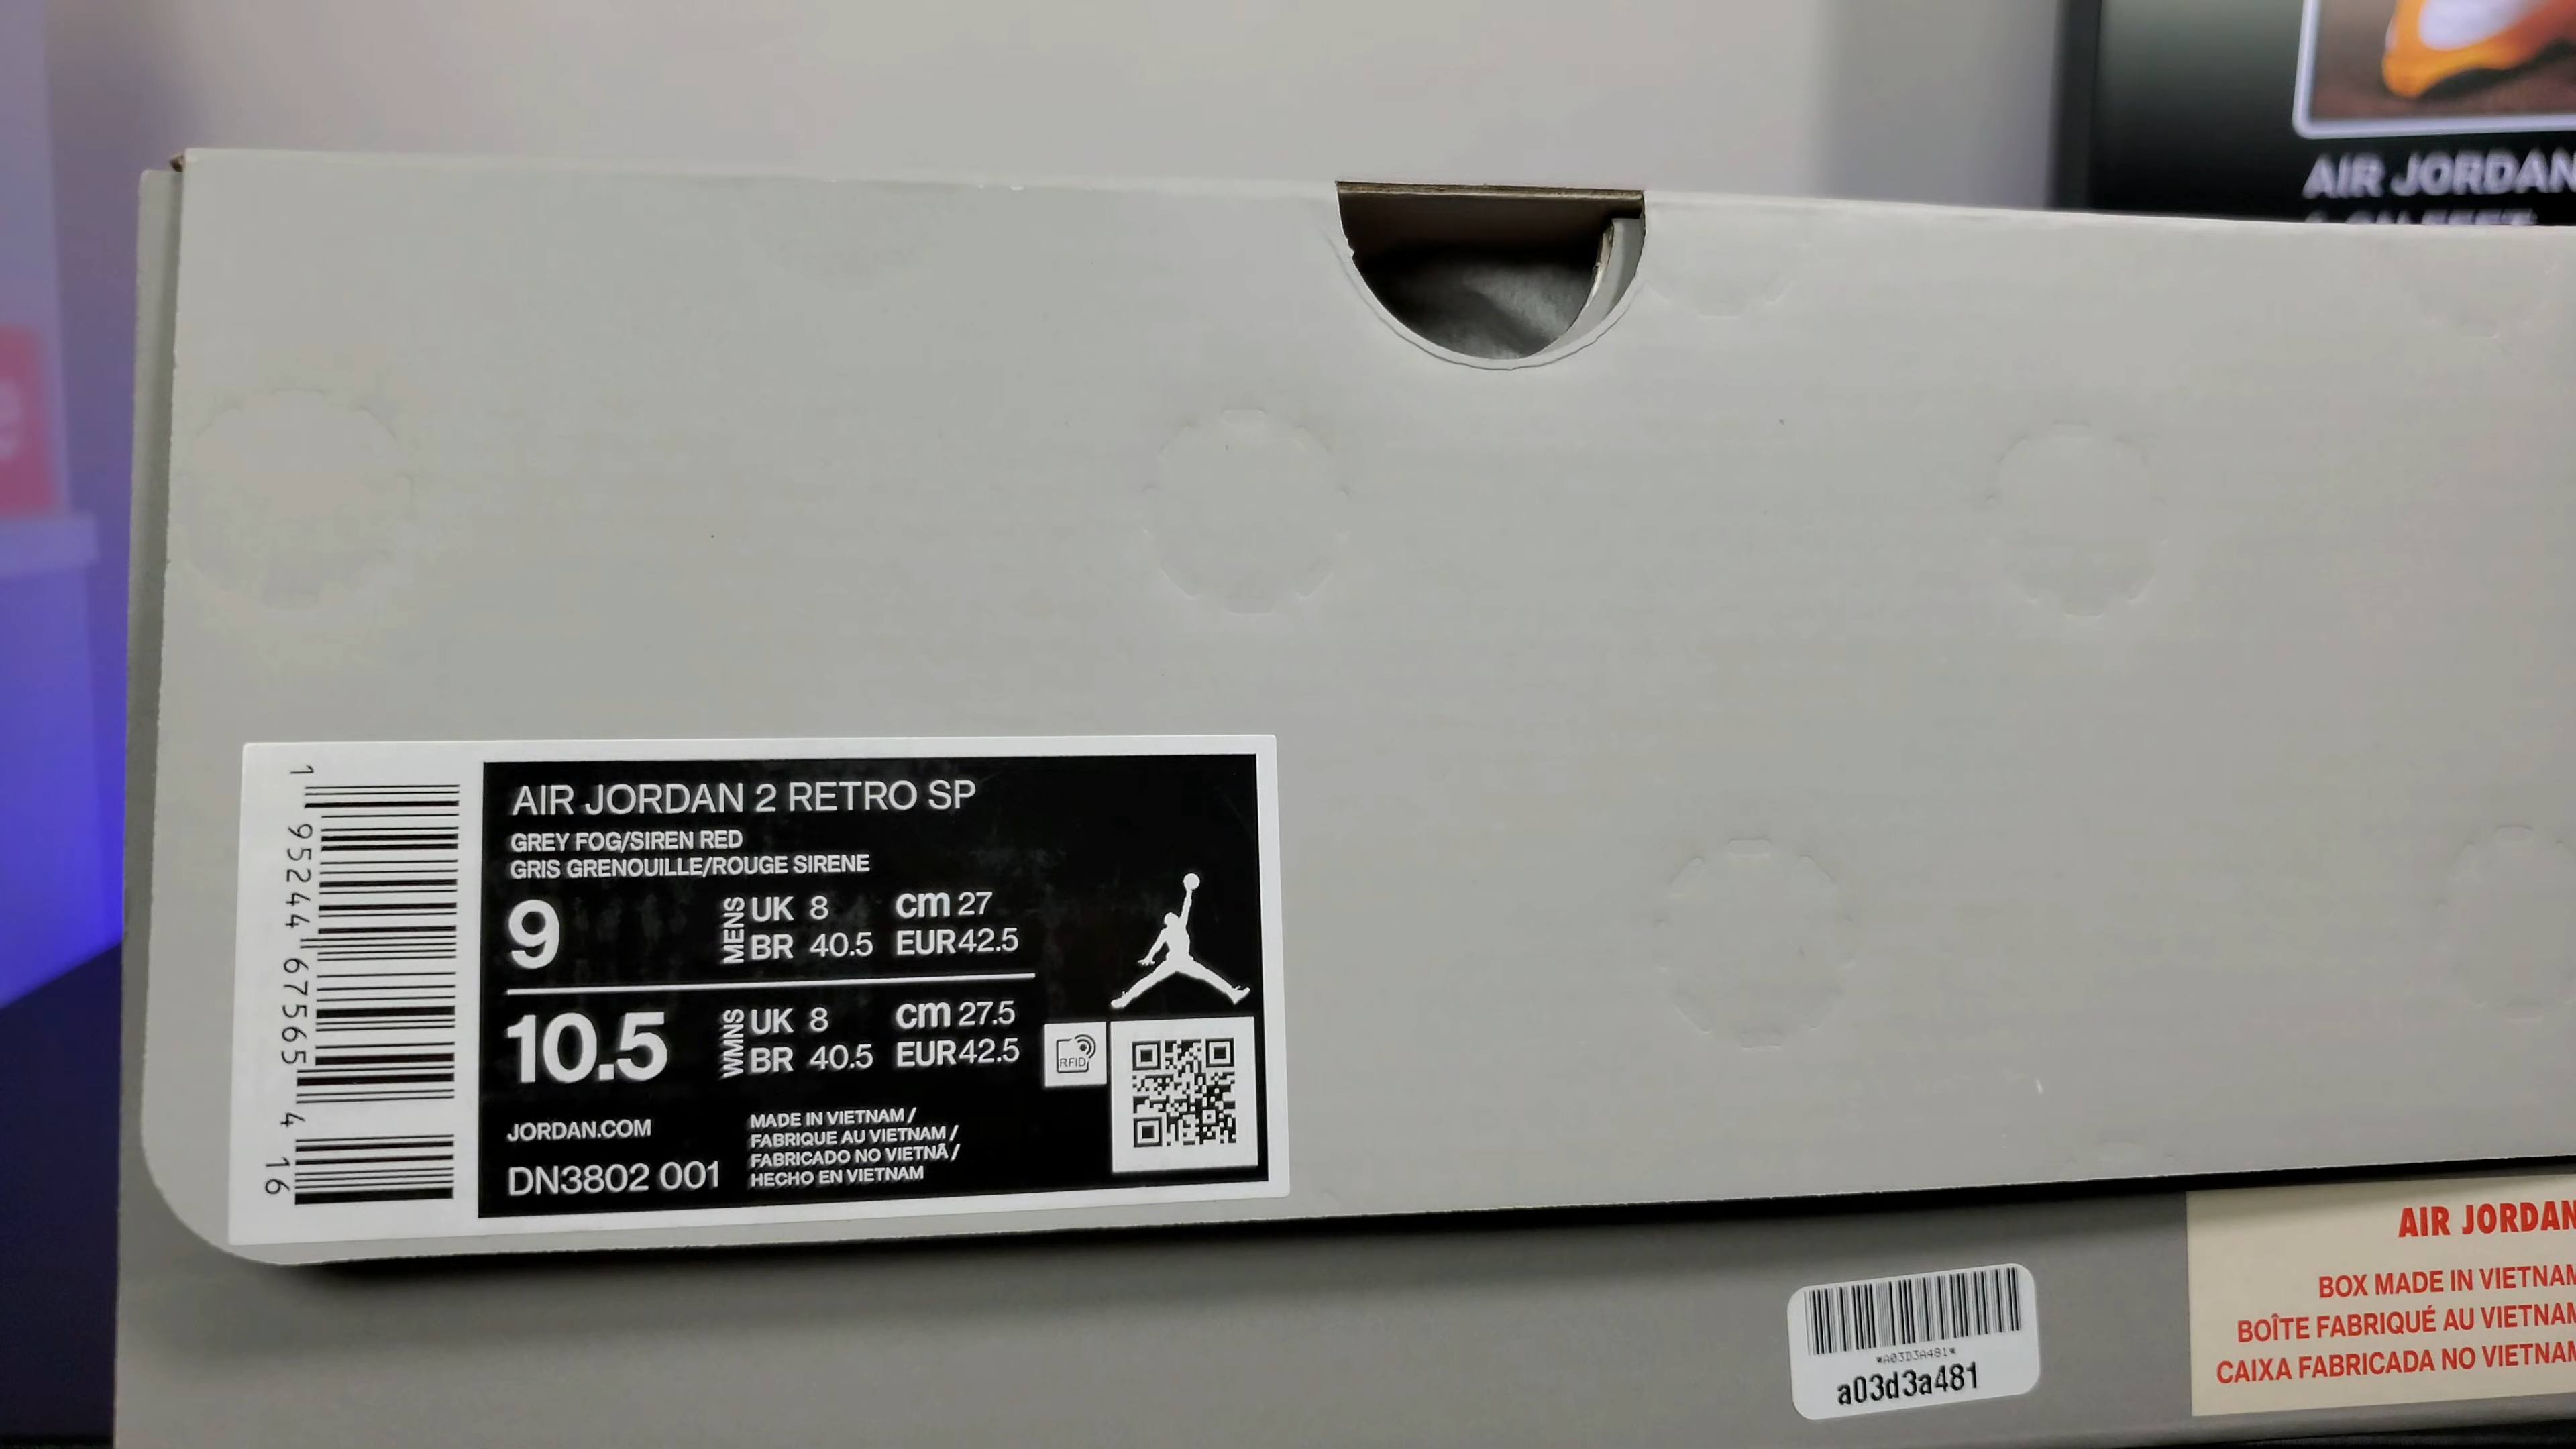 AIR JORDAN
AIR JORDAN 2 RETRO SP
GREY FOG/SIREN RED
GRIS GRENOUILLE/ROUGE SIRENE
9 MENS UK 8 cm 27
BR 40.5 EUR 42.5
10.5 WMNS UK 8 cm 27.5
BR 40.5 EUR 42.5
RFID
JORDAN.COM
DN3802 001
MADE IN VIETNAM /
FABRIQUE AU VIETNAM /
FABRICADO NO VIETNÃ /
HECHO EN VIETNAM
1 95244 67565 4 16
*A03D3A481*
a03d3a481
AIR JORDAN
BOX MADE IN VIETNAM
BOÎTE FABRIQUÉ AU VIETNAM
CAIXA FABRICADA NO VIETNAM